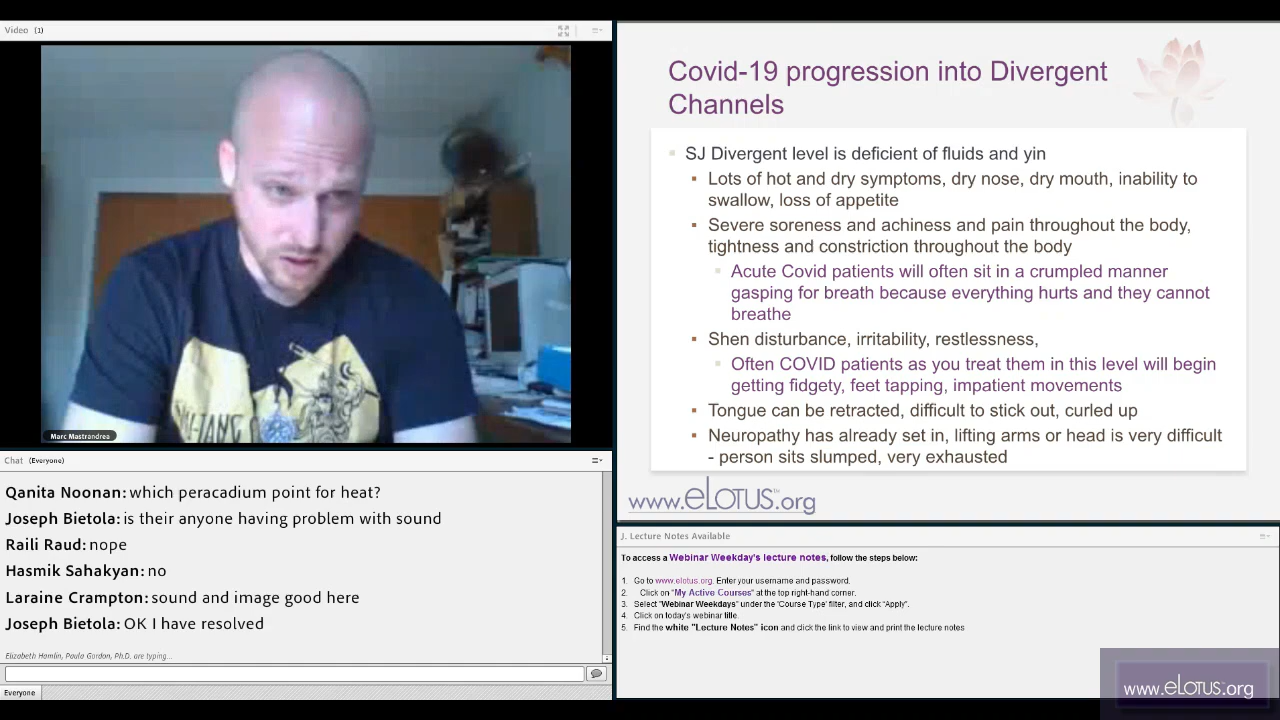 Video (1)
Marc Mastrandrea
Chat (Everyone)
Qanita Noonan: which peracadium point for heat?
Joseph Bietola: is their anyone having problem with sound
Raili Raud: nope
Hasmik Sahakyan: no
Laraine Crampton: sound and image good here
Joseph Bietola: OK I have resolved
Elizabeth Hamlin, Paula Gordon, Ph.D. are typing...
Everyone
Covid-19 progression into Divergent
Channels
SJ Divergent level is deficient of fluids and yin
Lots of hot and dry symptoms, dry nose, dry mouth, inability to
swallow, loss of appetite
Severe soreness and achiness and pain throughout the body,
tightness and constriction throughout the body
Acute Covid patients will often sit in a crumpled manner
gasping for breath because everything hurts and they cannot
breathe
Shen disturbance, irritability, restlessness,
Often COVID patients as you treat them in this level will begin
getting fidgety, feet tapping, impatient movements
Tongue can be retracted, difficult to stick out, curled up
Neuropathy has already set in, lifting arms or head is very difficult
- person sits slumped, very exhausted
www.eLOTUS.org
J. Lecture Notes Available
To access a Webinar Weekday's lecture notes, follow the steps below:
1. Go to www.elotus.org. Enter your username and password.
2. Click on "My Active Courses" at the top right-hand corner.
3. Select "Webinar Weekdays" under the 'Course Type' filter, and click "Apply".
4. Click on today's webinar title.
5. Find the white "Lecture Notes" icon and click the link to view and print the lecture notes
www.eLOTUS.org